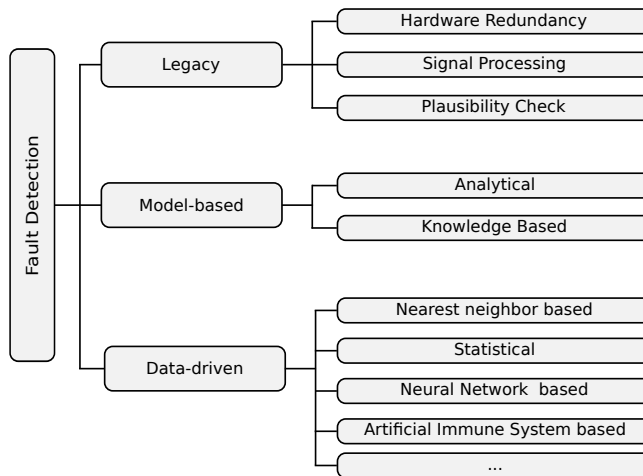 Fault Detection
Legacy
Hardware Redundancy
Signal Processing
Plausibility Check
Model-based
Analytical
Knowledge Based
Data-driven
Nearest neighbor based
Statistical
Neural Network  based
Artificial Immune System based
...